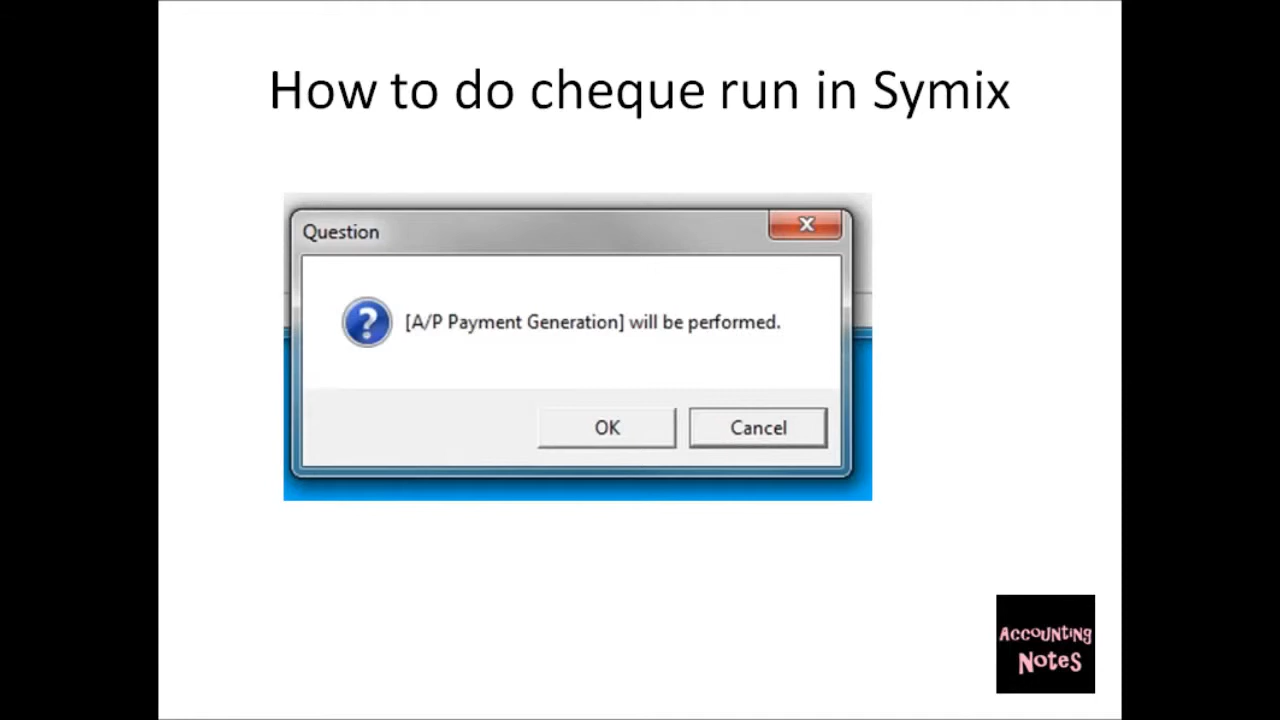 How to do cheque run in Symix
Question
X
?
[A/P Payment Generation] will be performed.
OK
Cancel
Accounting
Notes